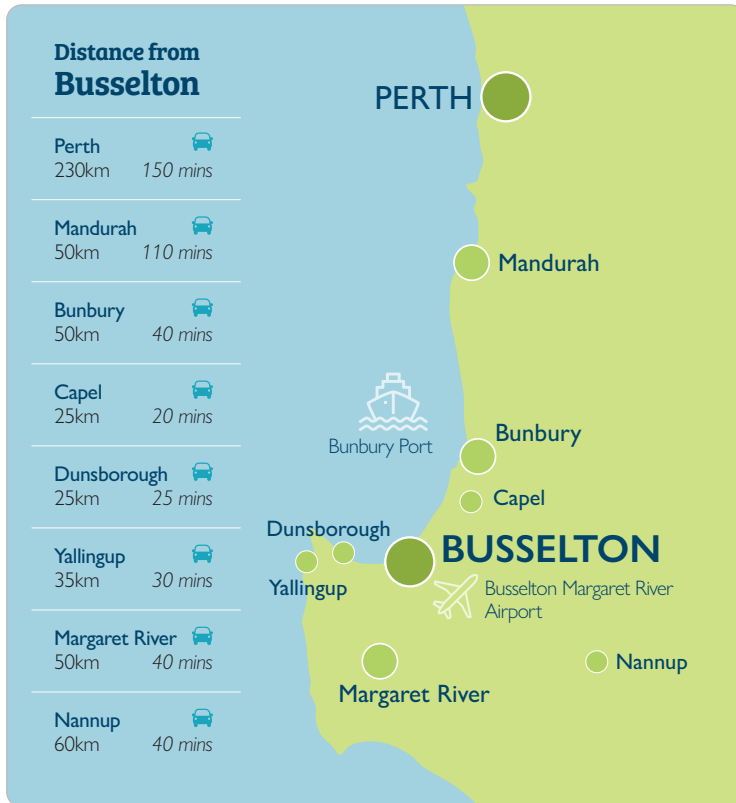 Distance from
Busselton
Perth
230km 150 mins
Mandurah
50km 110 mins
Bunbury
50km 40 mins
Capel
25km 20 mins
Dunsborough
25km 25 mins
Yallingup
35km 30 mins
Margaret River
50km 40 mins
Nannup
60km 40 mins
PERTH
Mandurah
Bunbury Port
Bunbury
Capel
Dunsborough
BUSSELTON
Yallingup
Busselton Margaret River
Airport
Nannup
Margaret River